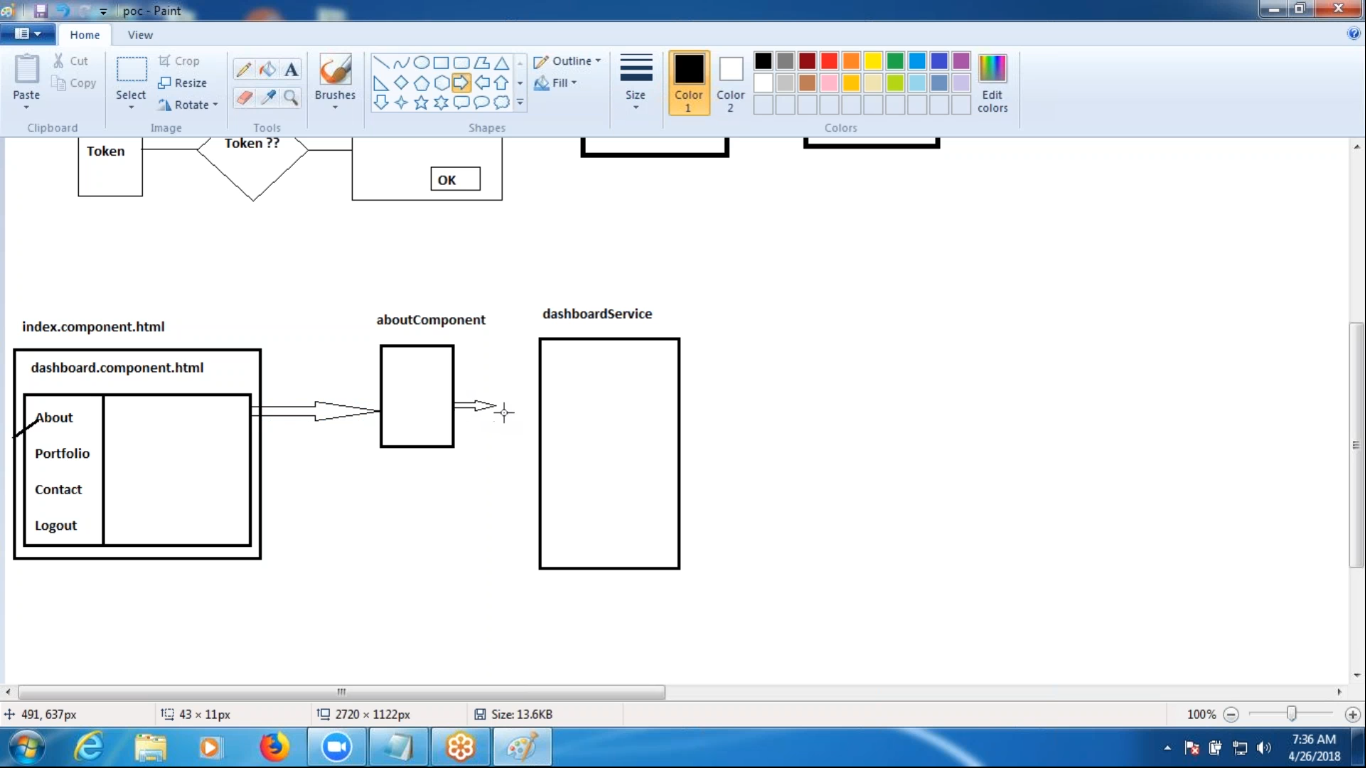 poc - Paint
Home
View
Paste
Cut
Copy
Clipboard
Select
Crop
Resize
Rotate
Image
A
Tools
Brushes
Shapes
Outline
Fill
Size
Color 1
Color 2
Colors
Edit colors
Token
Token ??
OK
index.component.html
dashboard.component.html
About
Portfolio
Contact
Logout
aboutComponent
dashboardService
491, 637px
43 × 11px
2720 × 1122px
Size: 13.6KB
100%
7:36 AM
4/26/2018